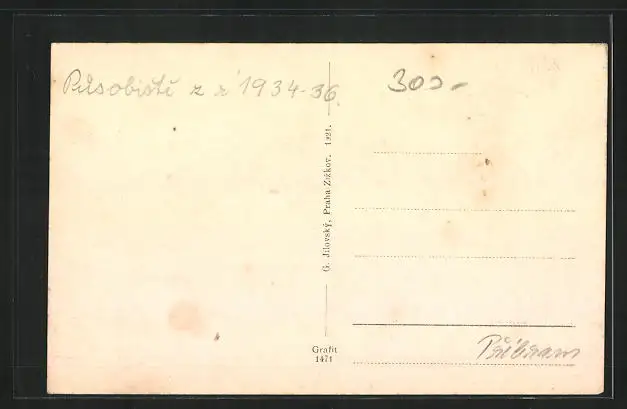 Působiště z r 1934-36.
300,-
G. Jílovský, Praha Žižkov. 1921.
Grafit
1471
Příbram